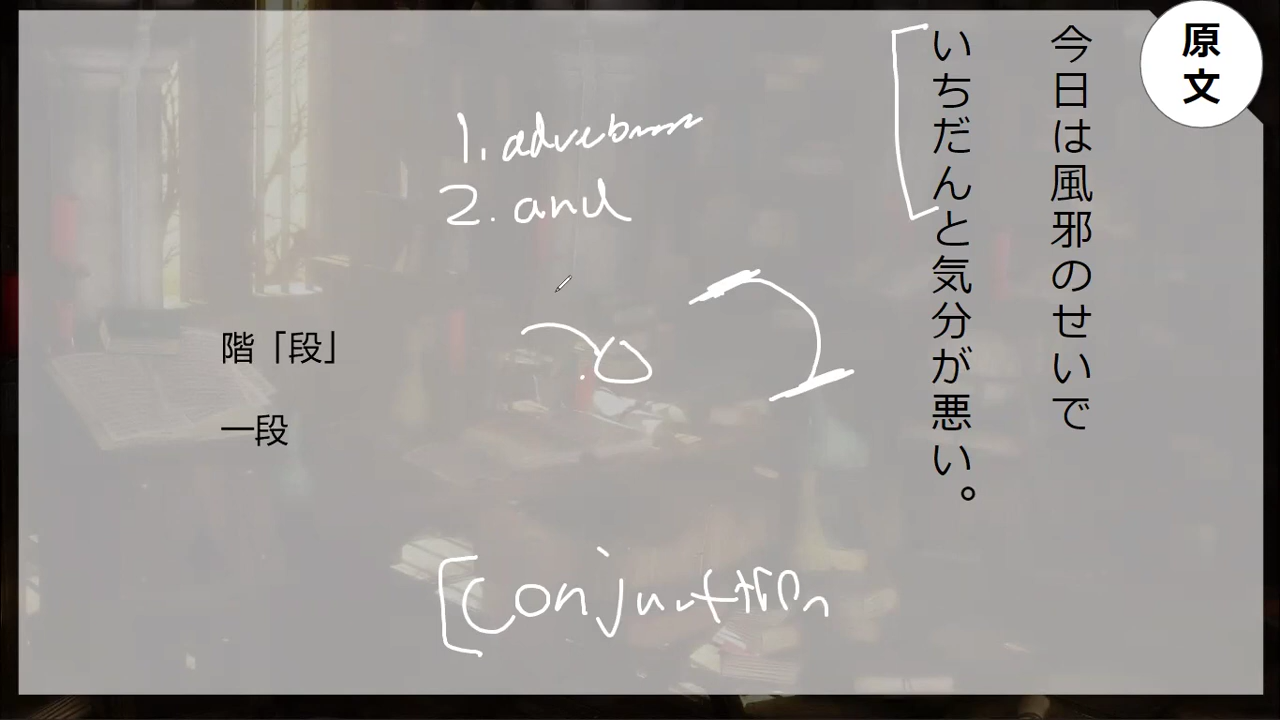 原文
今日は風邪のせいで
いちだんと気分が悪い。
1. adverb
2. and
階「段」
一段